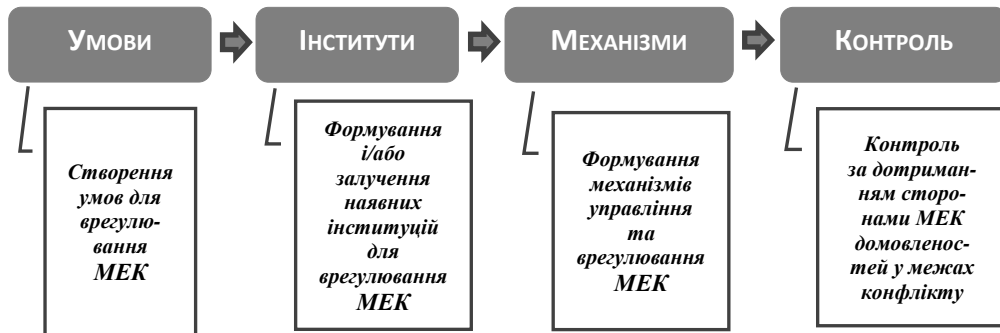 УМОВИ
ІНСТИТУТИ
МЕХАНІЗМИ
КОНТРОЛЬ
Створення
умов для
врегулю-
вання
МЕК
Формування
і/або
залучення
наявних
інституцій
для
врегулювання
МЕК
Формування
механізмів
управління
та
врегулювання
МЕК
Контроль
за дотриман-
ням сторо-
нами МЕК
домовленос-
тей у межах
конфлікту